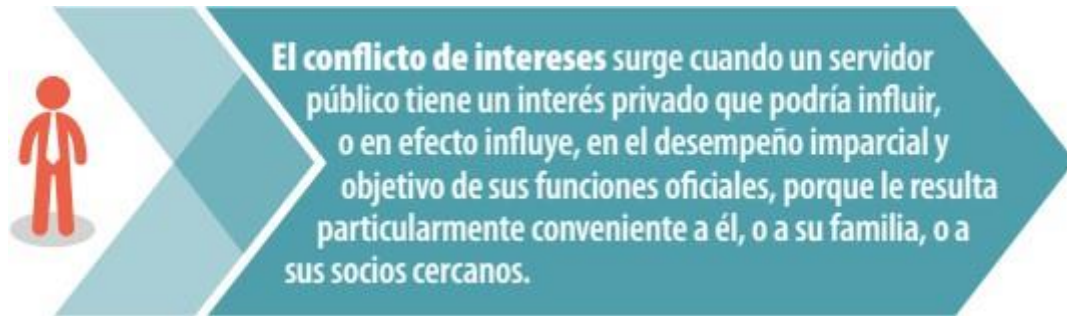 El conflicto de intereses surge cuando un servidor
público tiene un interés privado que podría influir,
o en efecto influye, en el desempeño imparcial y
objetivo de sus funciones oficiales, porque le resulta
particularmente conveniente a él, o a su familia, o a
sus socios cercanos.